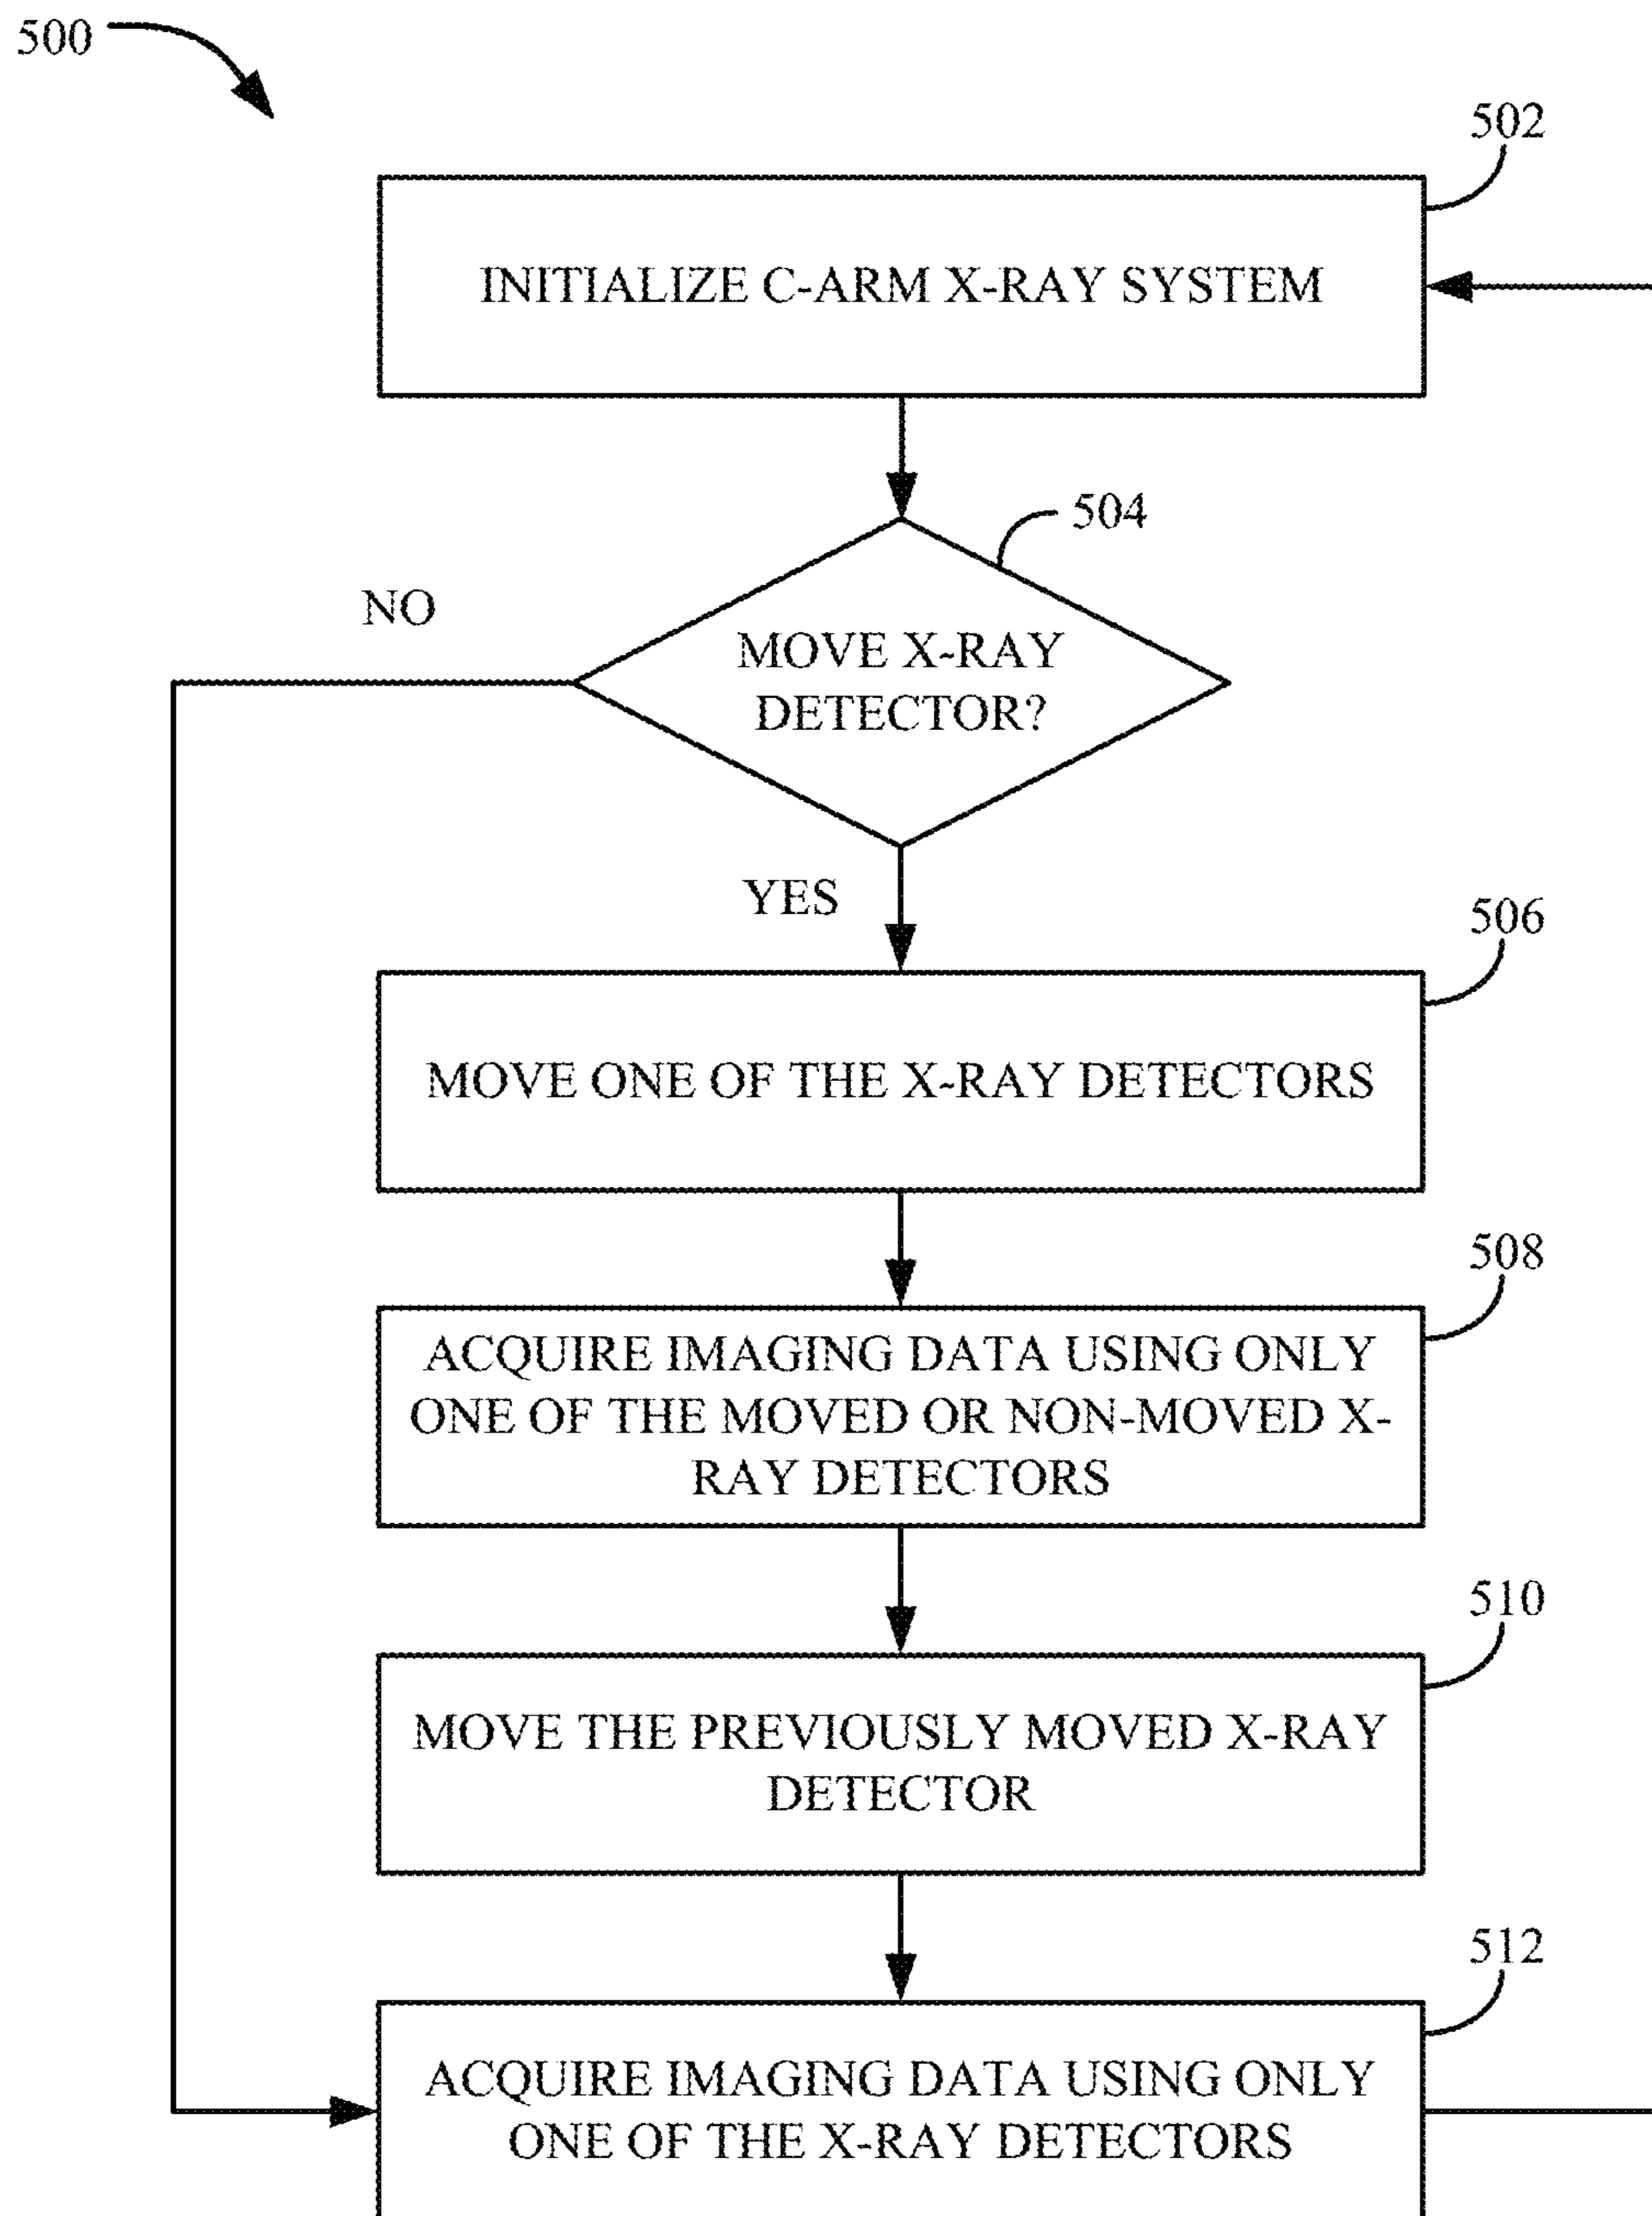 500
502
INITIALIZE C-ARM X-RAY SYSTEM
504
NO
MOVE X-RAY
DETECTOR?
YES
506
MOVE ONE OF THE X-RAY DETECTORS
508
ACQUIRE IMAGING DATA USING ONLY
ONE OF THE MOVED OR NON-MOVED X-
RAY DETECTORS
510
MOVE THE PREVIOUSLY MOVED X-RAY
DETECTOR
512
ACQUIRE IMAGING DATA USING ONLY
ONE OF THE X-RAY DETECTORS